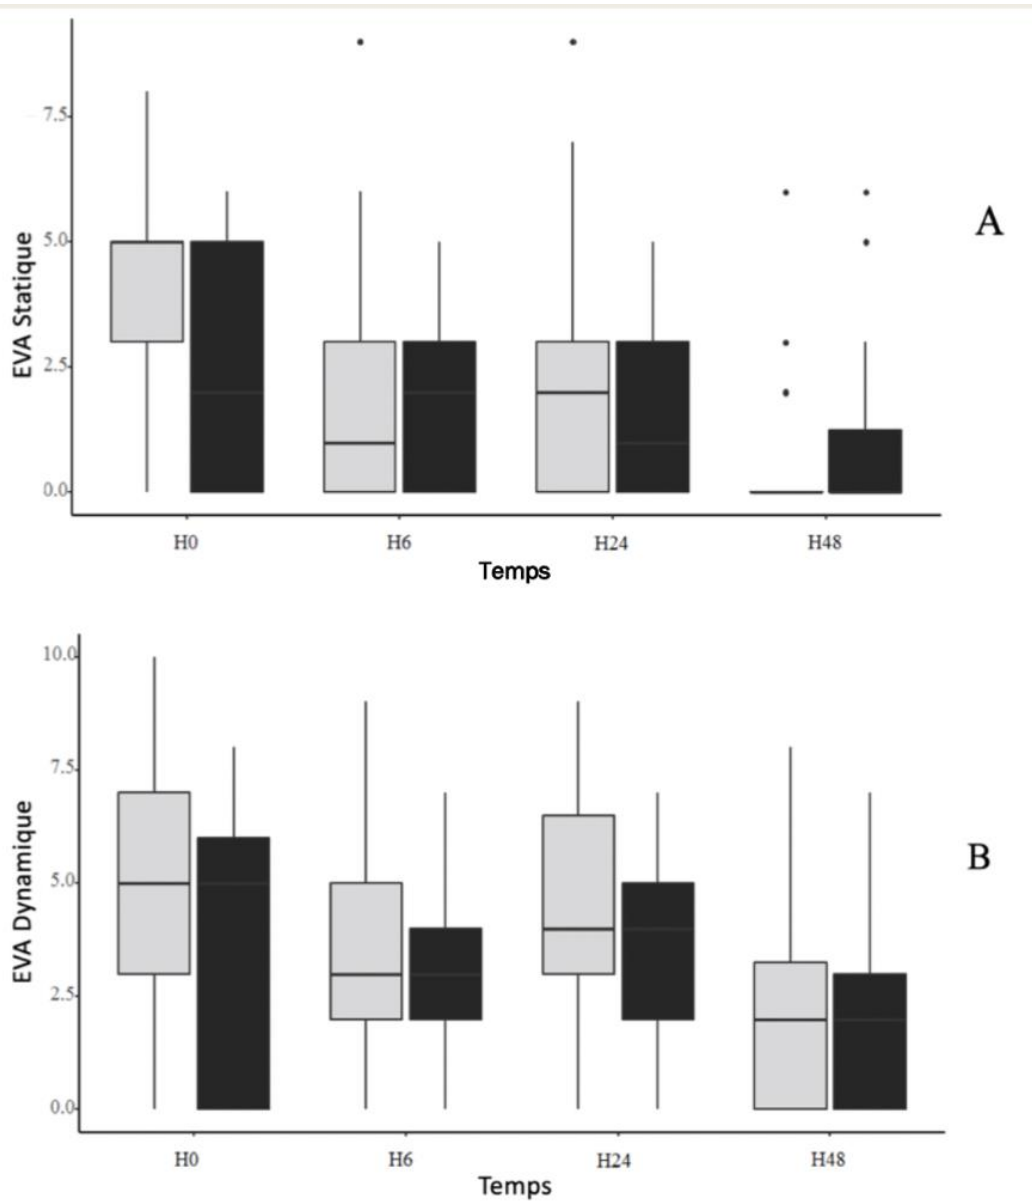 7.5
5.0
2.5
0.0
EVA Statique
A
H0 H6 H24 H48
Temps
10.0
7.5
5.0
2.5
0.0
EVA Dynamique
B
H0 H6 H24 H48
Temps